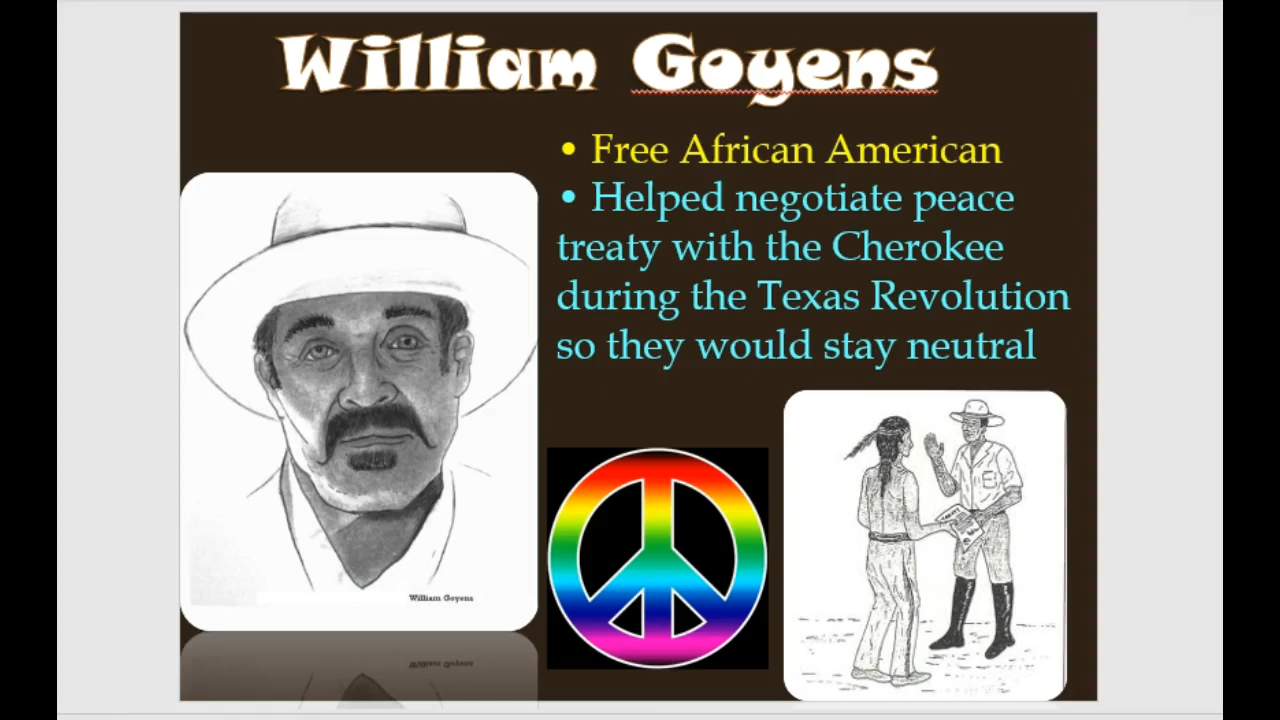 William Goyens
• Free African American
• Helped negotiate peace
treaty with the Cherokee
during the Texas Revolution
so they would stay neutral
William Goyens